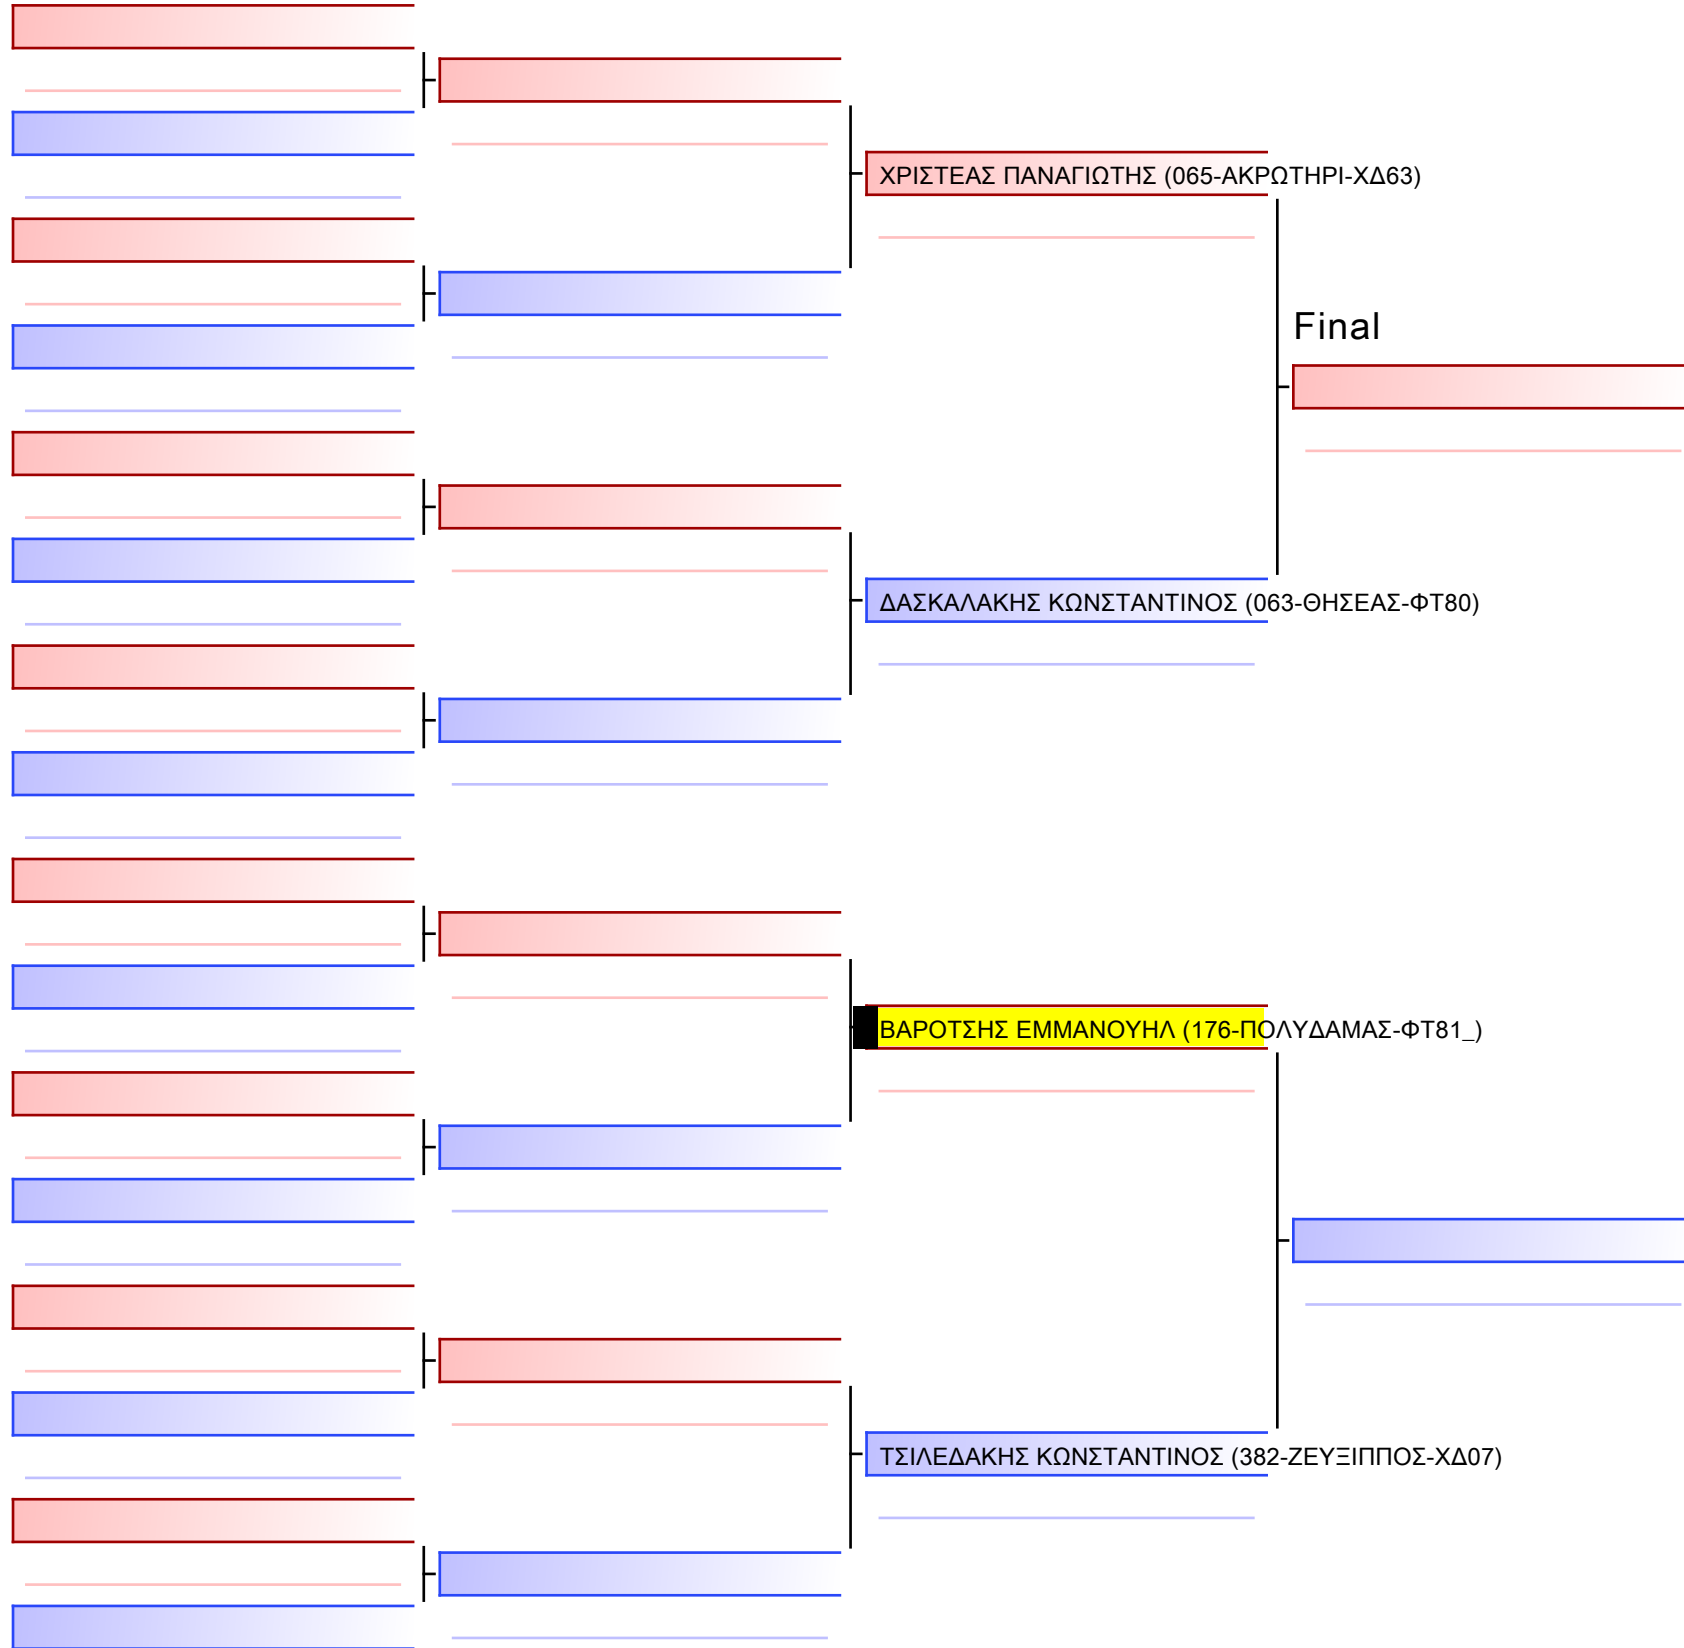 ΧΡΙΣΤΕΑΣ ΠΑΝΑΓΙΩΤΗΣ (065-ΑΚΡΩΤΗΡΙ-ΧΔ63)
Final
ΔΑΣΚΑΛΑΚΗΣ ΚΩΝΣΤΑΝΤΙΝΟΣ (063-ΘΗΣΕΑΣ-ΦΤ80)
ΒΑΡΟΤΣΗΣ ΕΜΜΑΝΟΥΗΛ (176-ΠΟΛΥΔΑΜΑΣ-ΦΤ81_)
ΤΣΙΛΕΔΑΚΗΣ ΚΩΝΣΤΑΝΤΙΝΟΣ (382-ΖΕΥΞΙΠΠΟΣ-ΧΔ07)